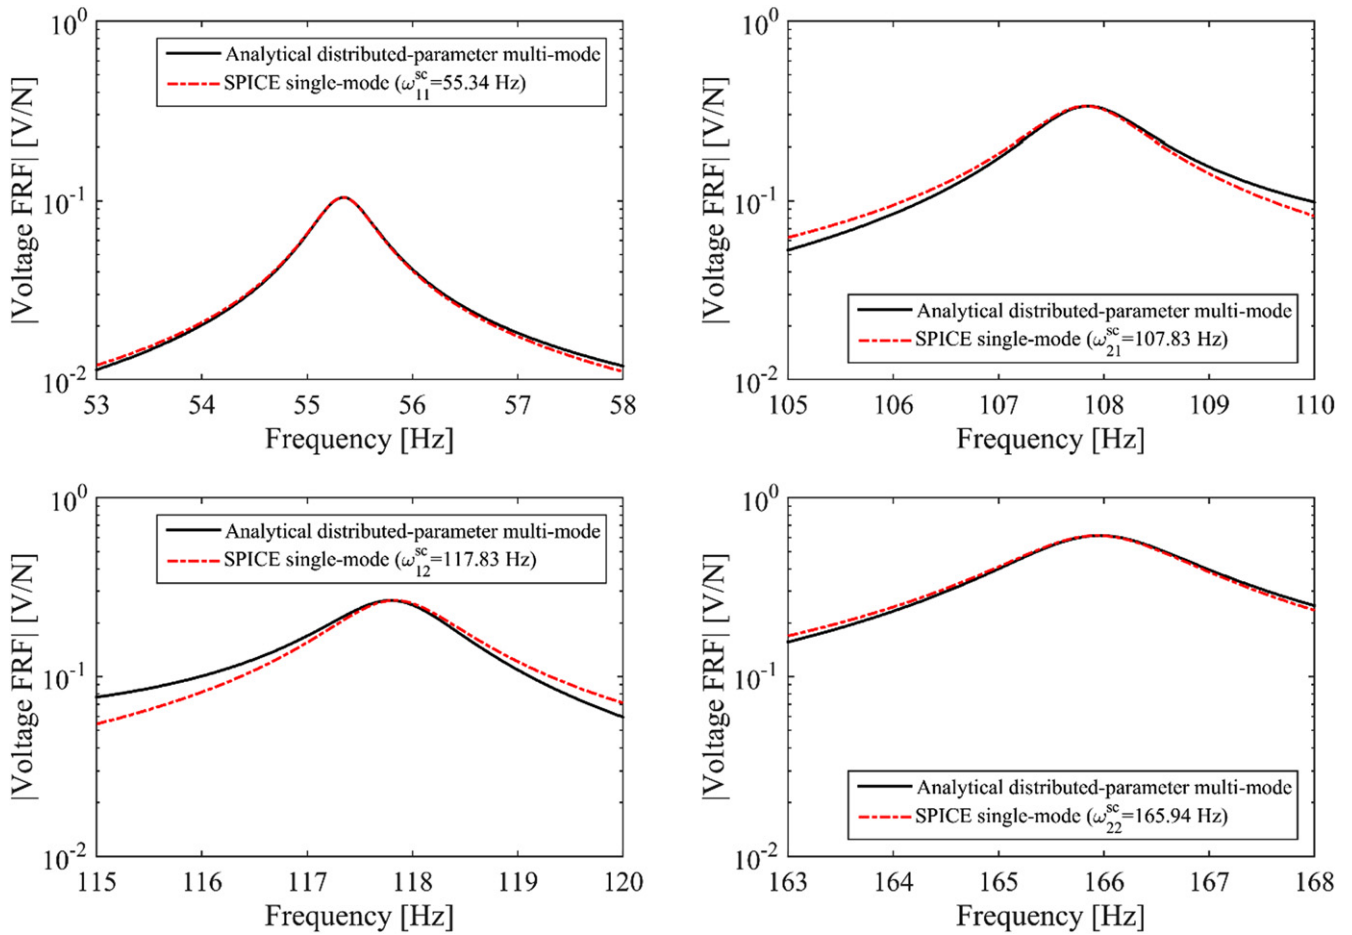 10^0
10^-1
10^-2
|Voltage FRF| [V/N]
Analytical distributed-parameter multi-mode
SPICE single-mode (ω_11^sc=55.34 Hz)
53 54 55 56 57 58
Frequency [Hz]
10^0
10^-1
10^-2
|Voltage FRF| [V/N]
Analytical distributed-parameter multi-mode
SPICE single-mode (ω_21^sc=107.83 Hz)
105 106 107 108 109 110
Frequency [Hz]
10^0
10^-1
10^-2
|Voltage FRF| [V/N]
Analytical distributed-parameter multi-mode
SPICE single-mode (ω_12^sc=117.83 Hz)
115 116 117 118 119 120
Frequency [Hz]
10^0
10^-1
10^-2
|Voltage FRF| [V/N]
Analytical distributed-parameter multi-mode
SPICE single-mode (ω_22^sc=165.94 Hz)
163 164 165 166 167 168
Frequency [Hz]